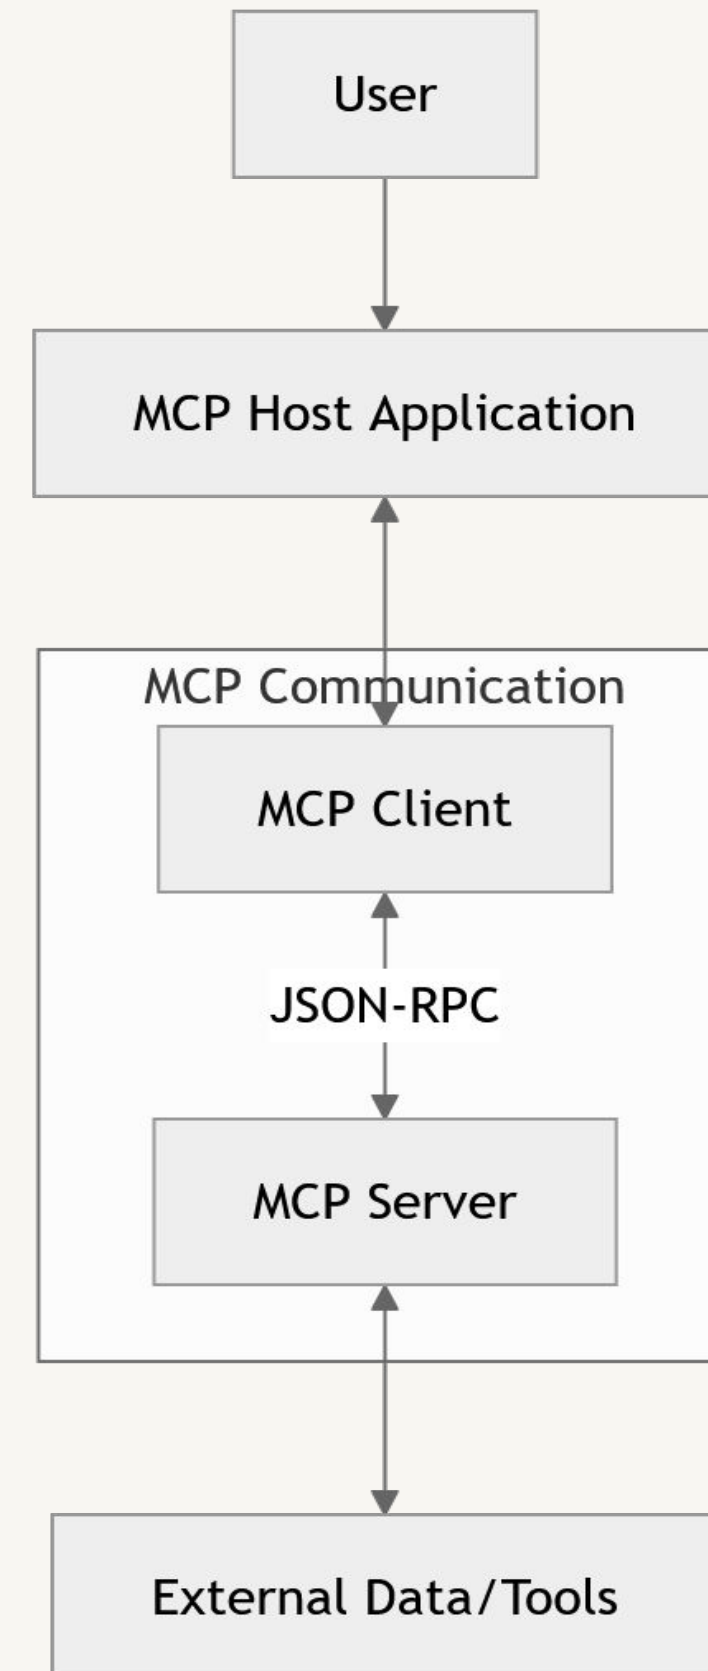 User
MCP Host Application
MCP Communication
MCP Client
JSON-RPC
MCP Server
External Data/Tools